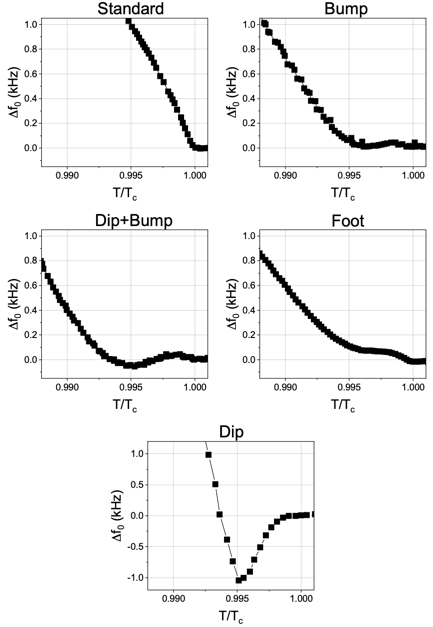 Standard
1.0
0.8
0.6
0.4
0.2
0.0
Δf0 (kHz)
0.990
0.995
1.000
T/Tc
Bump
1.0
0.8
0.6
0.4
0.2
0.0
Δf0 (kHz)
0.990
0.995
1.000
T/Tc
Dip+Bump
1.0
0.8
0.6
0.4
0.2
0.0
Δf0 (kHz)
0.990
0.995
1.000
T/Tc
Foot
1.0
0.8
0.6
0.4
0.2
0.0
Δf0 (kHz)
0.990
0.995
1.000
T/Tc
Dip
1.0
0.5
0.0
-0.5
-1.0
Δf0 (kHz)
0.990
0.995
1.000
T/Tc